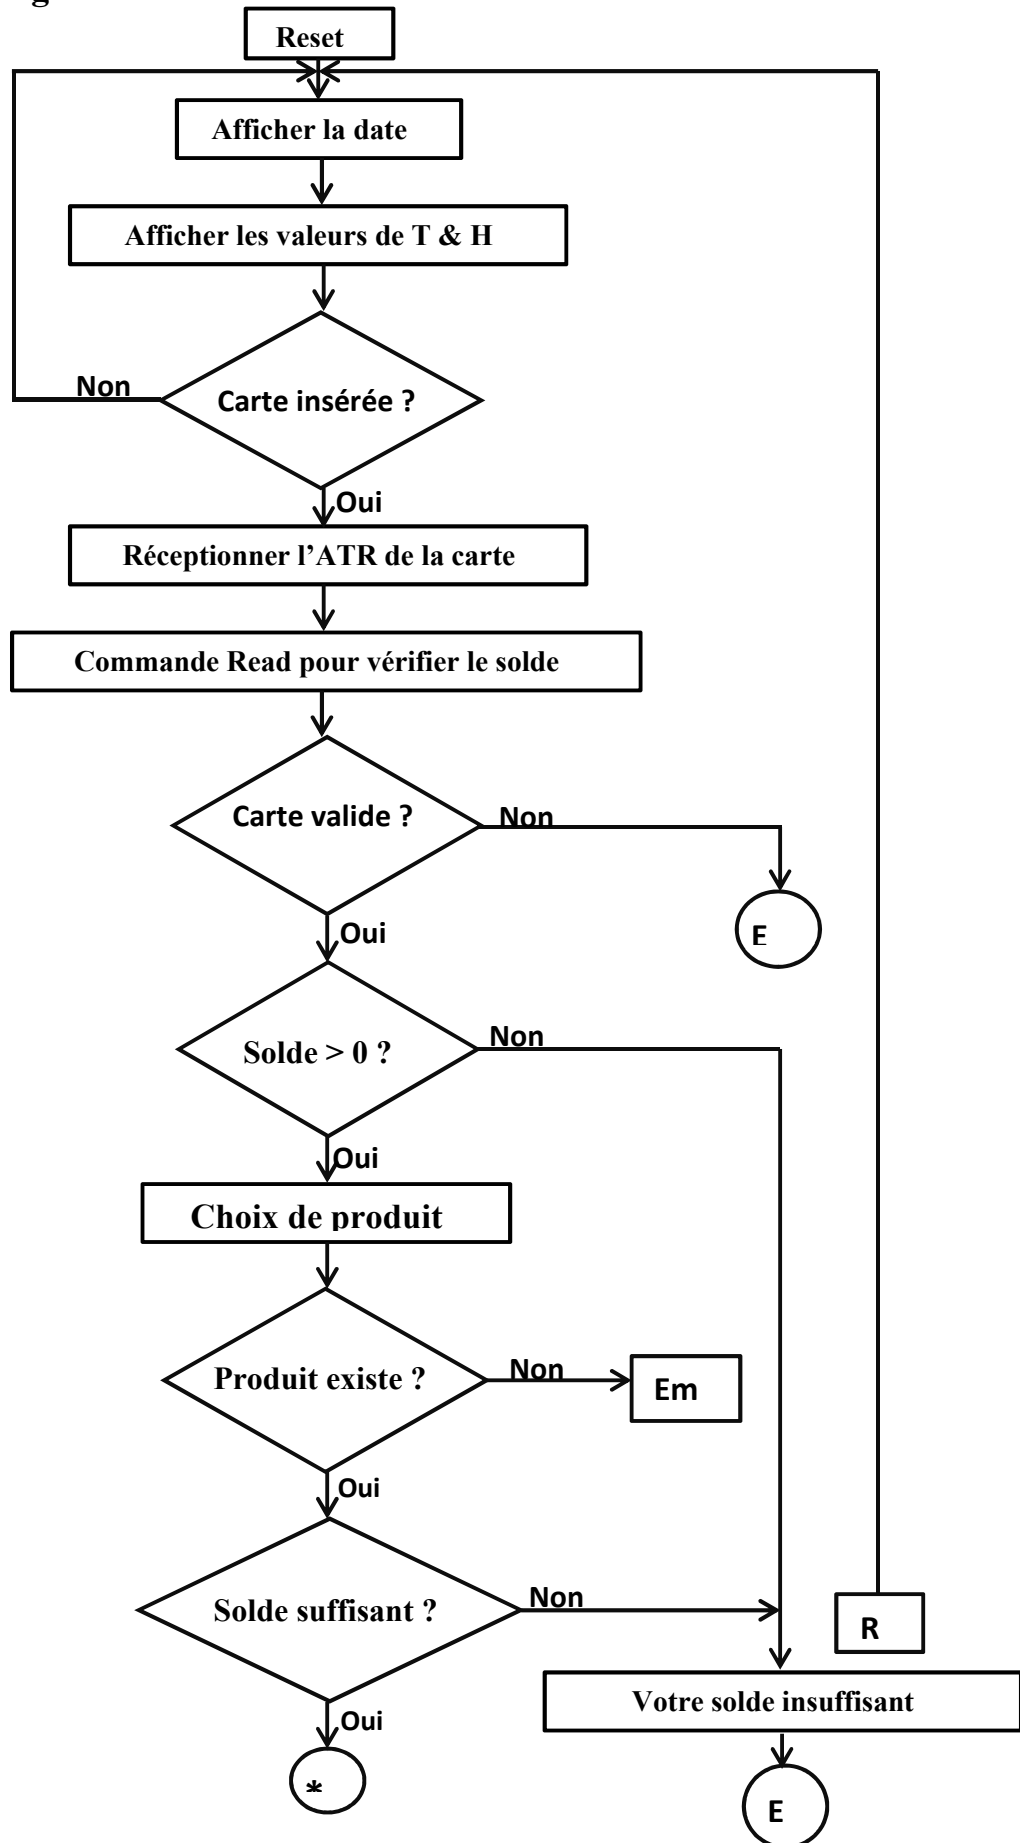 g
Reset
Afficher la date
Afficher les valeurs de T & H
Non
Carte insérée ?
Oui
Réceptionner l’ATR de la carte
Commande Read pour vérifier le solde
Carte valide ?
Non
E
Oui
Solde > 0 ?
Non
Oui
Choix de produit
Produit existe ?
Non
Em
Oui
Solde suffisant ?
Non
R
Votre solde insuffisant
Oui
*
E